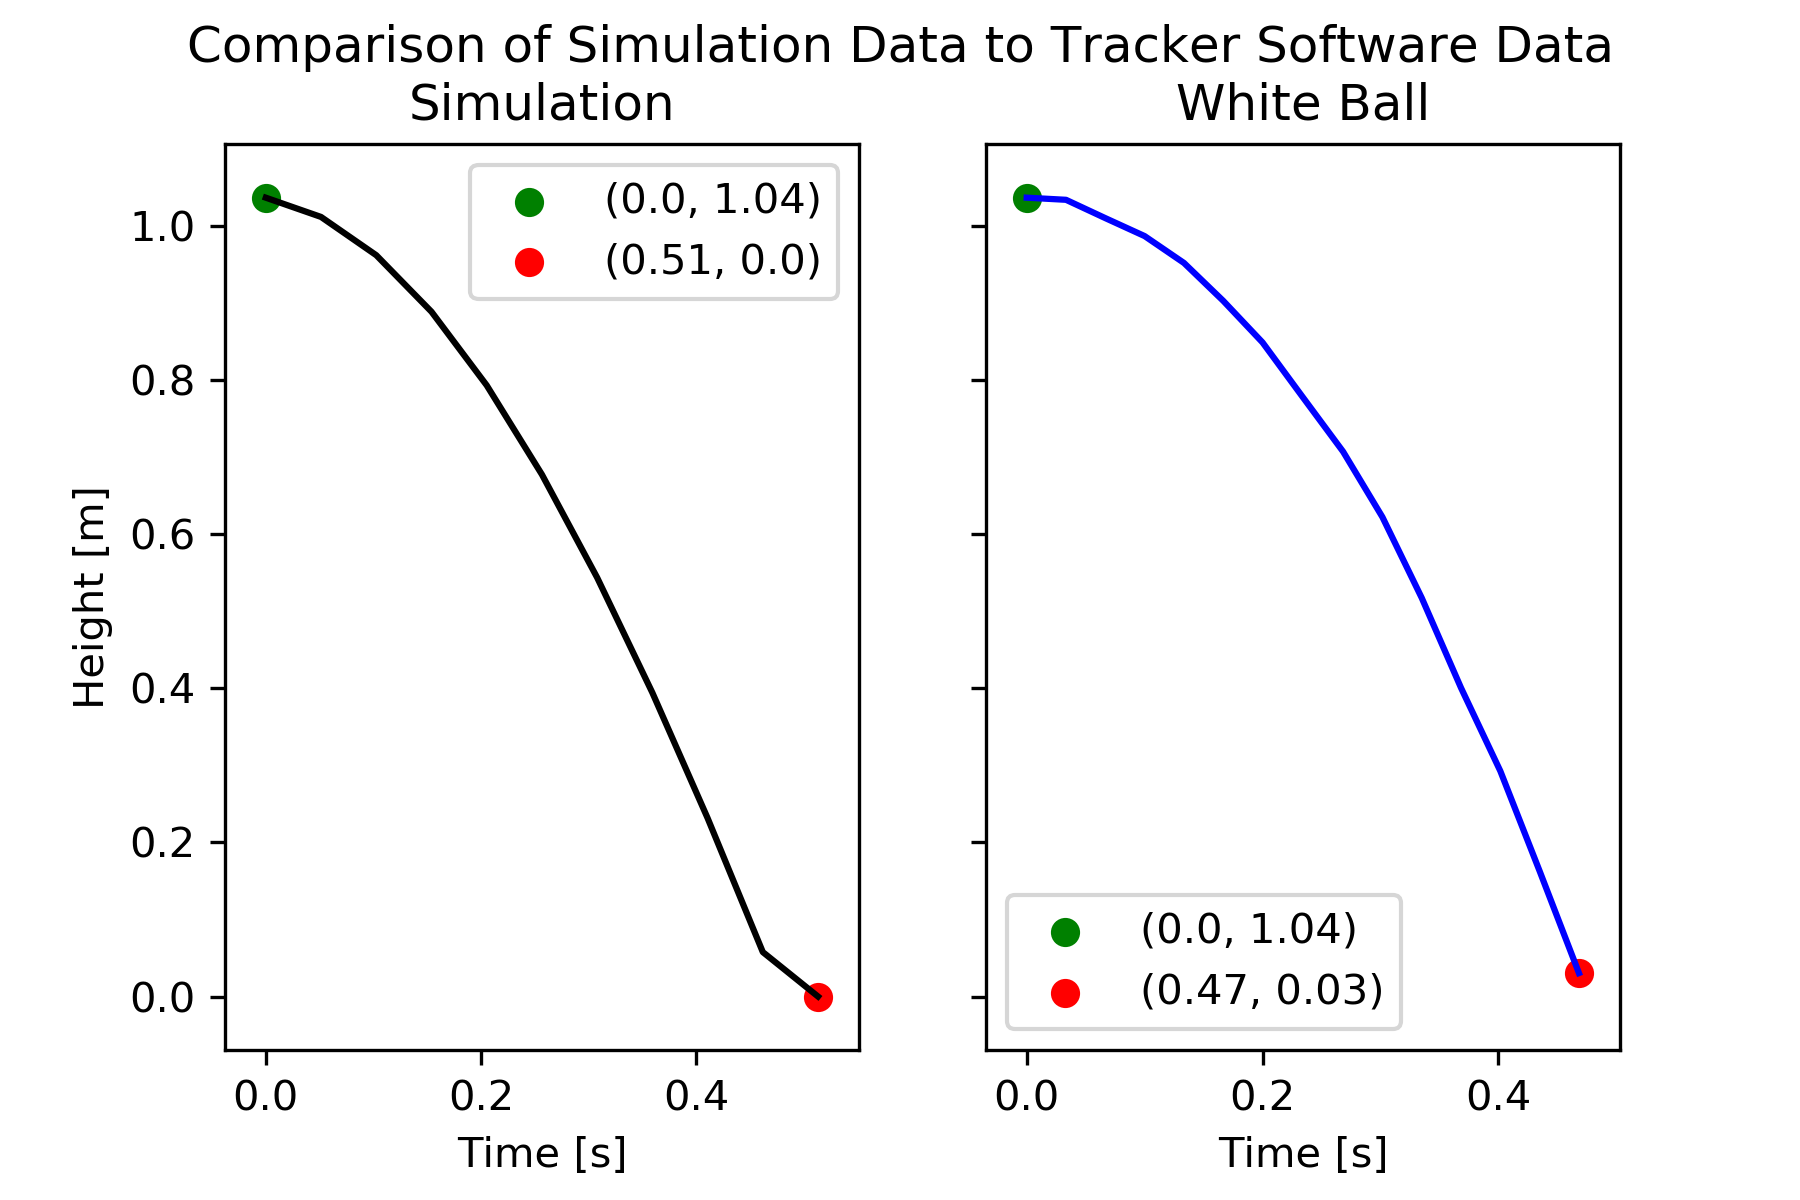 Comparison of Simulation Data to Tracker Software Data
Simulation
(0.0, 1.04)
(0.51, 0.0)
1.0
0.8
0.6
0.4
0.2
0.0
Height [m]
0.0 0.2 0.4
Time [s]
White Ball
(0.0, 1.04)
(0.47, 0.03)
0.0 0.2 0.4
Time [s]